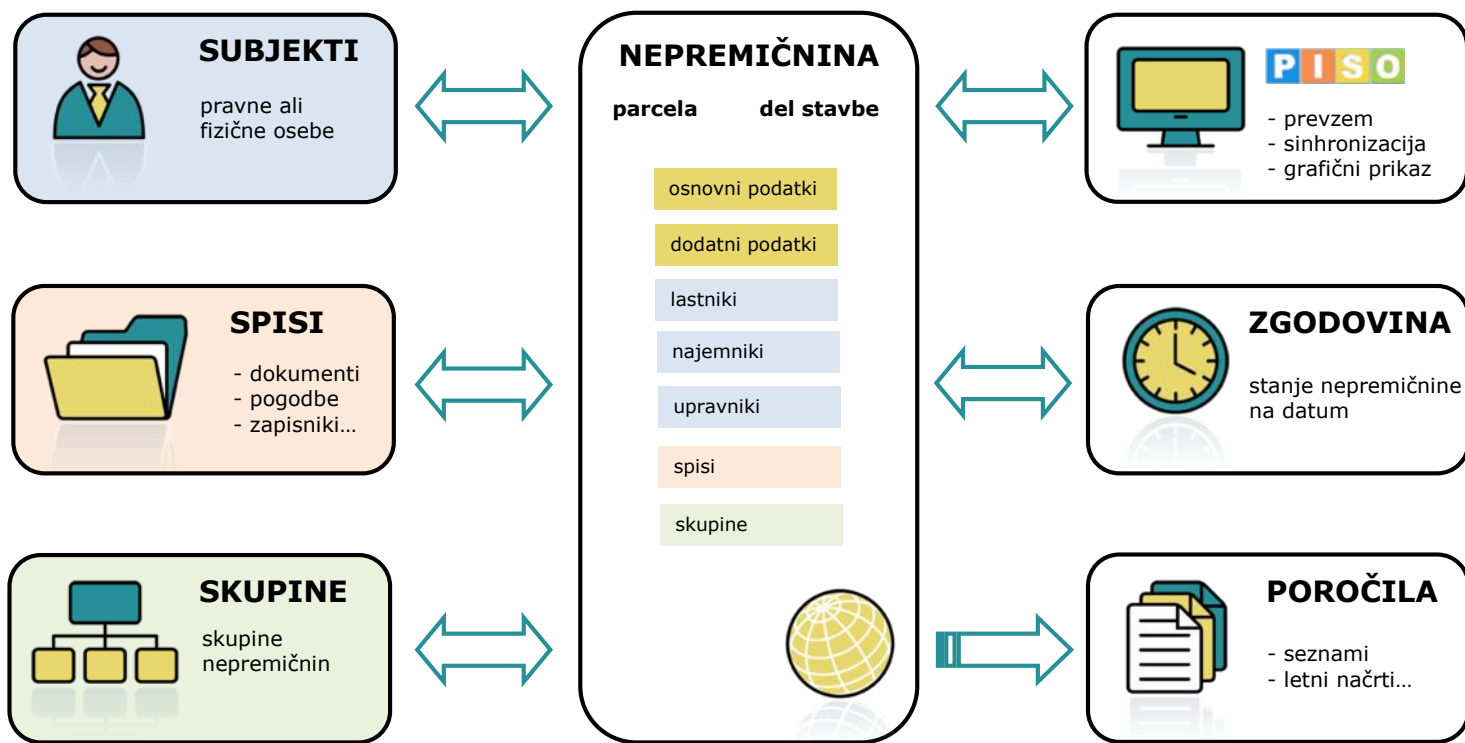 SUBJEKTI
pravne ali
fizične osebe
SPISI
- dokumenti
- pogodbe
- zapisniki…
SKUPINE
skupine
nepremičnin
NEPREMIČNINA
parcela del stavbe
osnovni podatki
dodatni podatki
lastniki
najemniki
upravniki
spisi
skupine
PISO
- prevzem
- sinhronizacija
- grafični prikaz
ZGODOVINA
stanje nepremičnine
na datum
POROČILA
- seznami
- letni načrti…